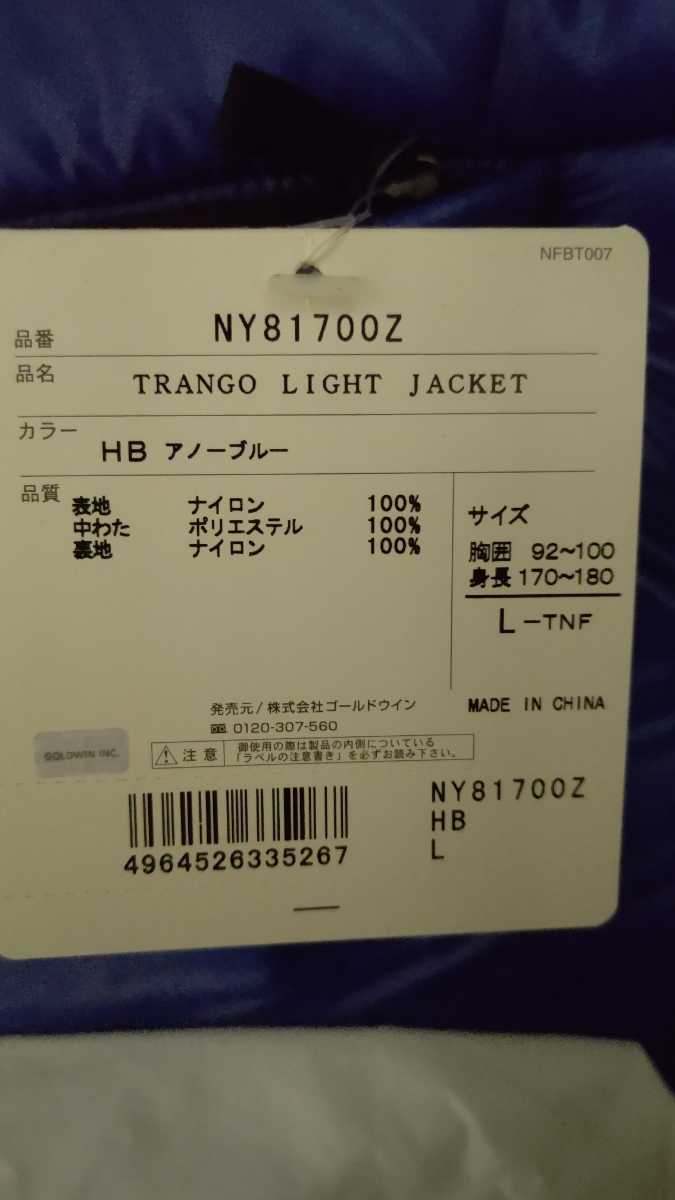 NFBT007
品番 NY81700Z
品名 TRANGO LIGHT JACKET
カラー HB アノーブルー
品質
表地 ナイロン 100%
中わた ポリエステル 100%
裏地 ナイロン 100%
サイズ
胸囲 92~100
身長 170~180
L-TNF
発売元/株式会社ゴールドウイン
0120-307-560
MADE IN CHINA
GOLDWIN INC.
注意
御使用の際は製品の内側についている
「ラベルの注意書き」を必ずお読み下さい。
4964526335267
NY81700Z
HB
L